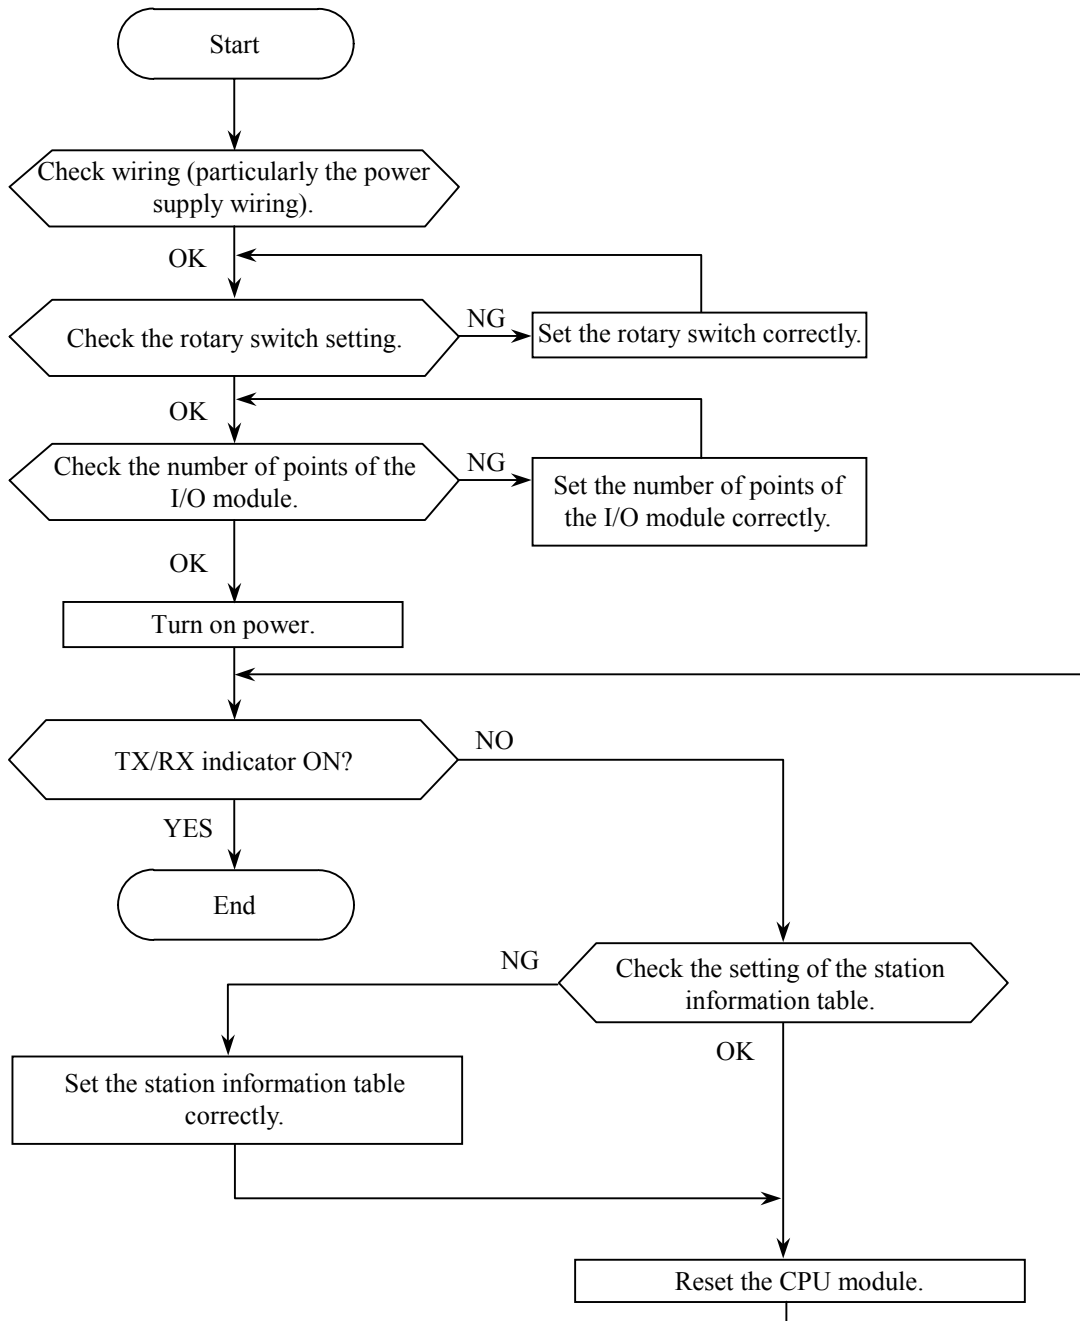 Start
Check wiring (particularly the power
supply wiring).
OK
Check the rotary switch setting.
NG
Set the rotary switch correctly.
OK
Check the number of points of the
I/O module.
NG
Set the number of points of
the I/O module correctly.
OK
Turn on power.
TX/RX indicator ON?
NO
YES
End
Check the setting of the station
information table.
NG
OK
Set the station information table
correctly.
Reset the CPU module.